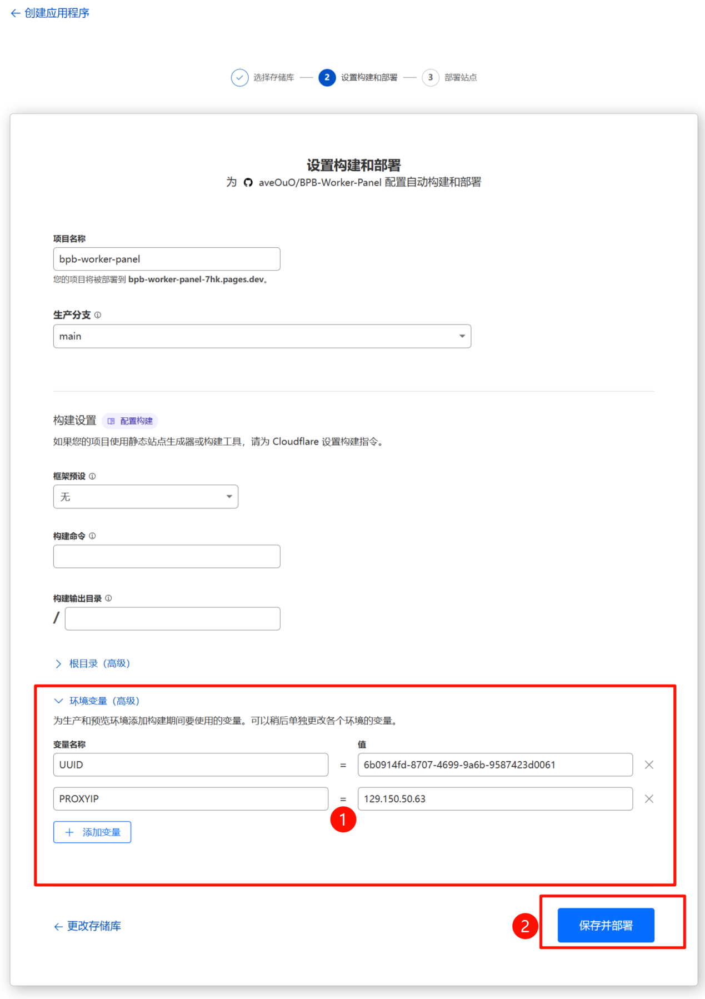 ← 创建应用程序
选择存储库 2 设置构建和部署 3 部署站点
设置构建和部署
为 aveOuO/BPB-Worker-Panel 配置自动构建和部署
项目名称
bpb-worker-panel
您的项目将被部署到 bpb-worker-panel-7hk.pages.dev。
生产分支
main
构建设置 配置构建
如果您的项目使用静态站点生成器或构建工具，请为 Cloudflare 设置构建指令。
框架预设
无
构建命令
构建输出目录
/
根目录（高级）
环境变量（高级）
为生产和预览环境添加构建期间要使用的变量。可以稍后单独更改各个环境的变量。
变量名称 值
UUID = 6b0914fd-8707-4699-9a6b-9587423d0061
PROXYIP = 129.150.50.63
1
+ 添加变量
← 更改存储库 2 保存并部署